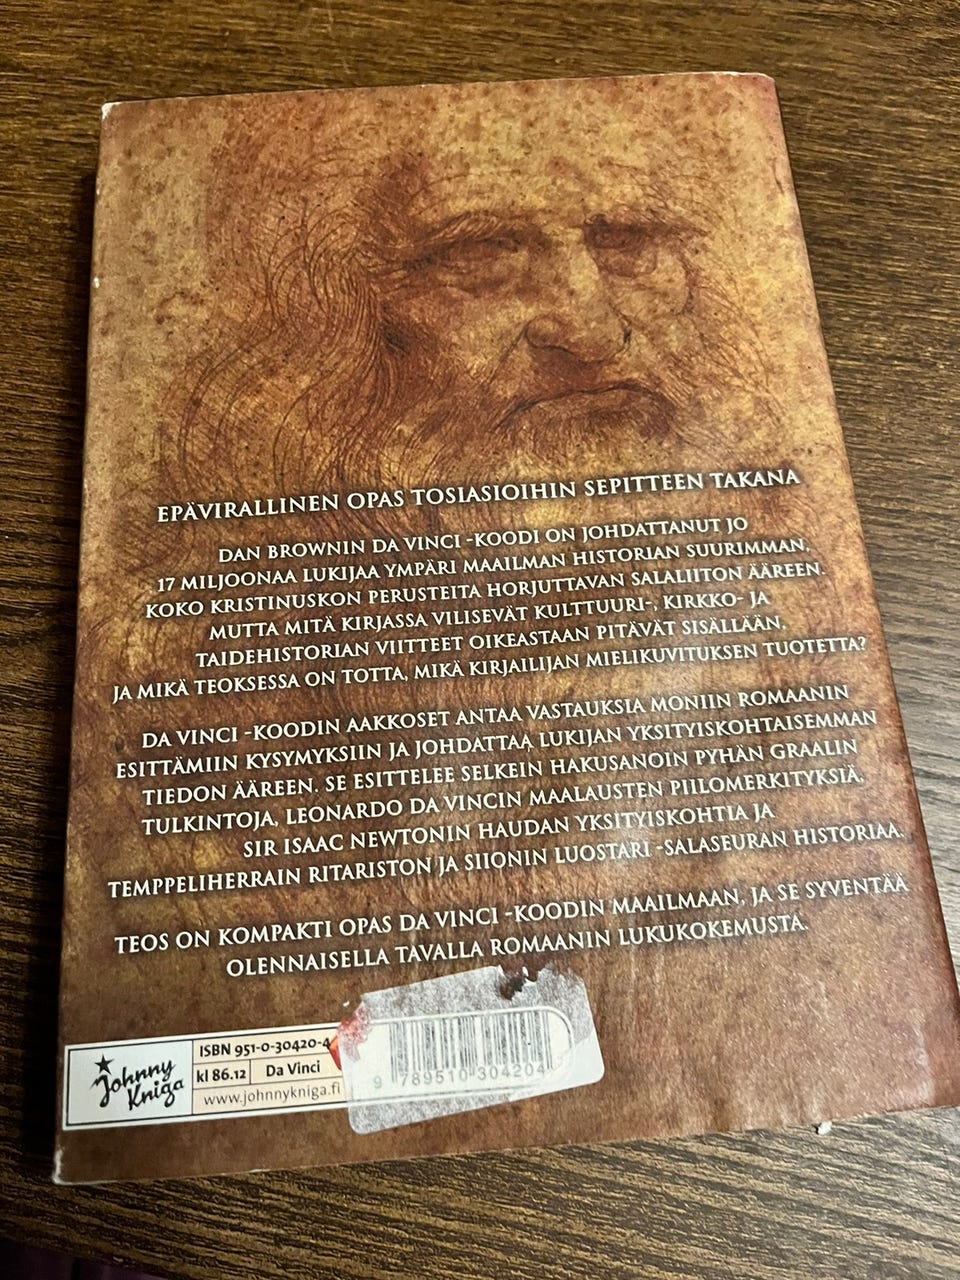 EPÄVIRALLINEN OPAS TOSIASIOIHIN SEPITTEEN TAKANA
DAN BROWNIN DA VINCI -KOODI ON JOHDATTANUT JO
17 MILJOONAA LUKIJAA YMPÄRI MAAILMAN HISTORIAN SUURIMMAN,
KOKO KRISTINUSKON PERUSTEITA HORJUTTAVAN SALALIITON ÄÄREEN.
MUTTA MITÄ KIRJASSA VILISEVÄT KULTTUURI-, KIRKKO- JA
TAIDEHISTORIAN VIITTEET OIKEASTAAN PITÄVÄT SISÄLLÄÄN,
JA MIKÄ TEOKSESSA ON TOTTA, MIKÄ KIRJAILIJAN MIELIKUVITUKSEN TUOTETTA?
DA VINCI -KOODIN AAKKOSET ANTAA VASTAUKSIA MONIIN ROMAANIN
ESITTÄMIIN KYSYMYKSIIN JA JOHDATTAA LUKIJAN YKSITYISKOHTAISEMMAN
TIEDON ÄÄREEN. SE ESITTELEE SELKEIN HAKUSANOIN PYHÄN GRAALIN
TULKINTOJA, LEONARDO DA VINCIN MAALAUSTEN PIILOMERKITYKSIÄ,
SIR ISAAC NEWTONIN HAUDAN YKSITYISKOHTIA JA
TEMPPELIHERRAIN RITARISTON JA SIIONIN LUOSTARI -SALASEURAN HISTORIAA.
TEOS ON KOMPAKTI OPAS DA VINCI -KOODIN MAAILMAAN, JA SE SYVENTÄÄ
OLENNAISELLA TAVALLA ROMAANIN LUKUKOKEMUSTA.
Johnny
Kniga
ISBN 951-0-30420-4
kl 86.12 Da Vinci
www.johnnykniga.fi
9 789510 304204